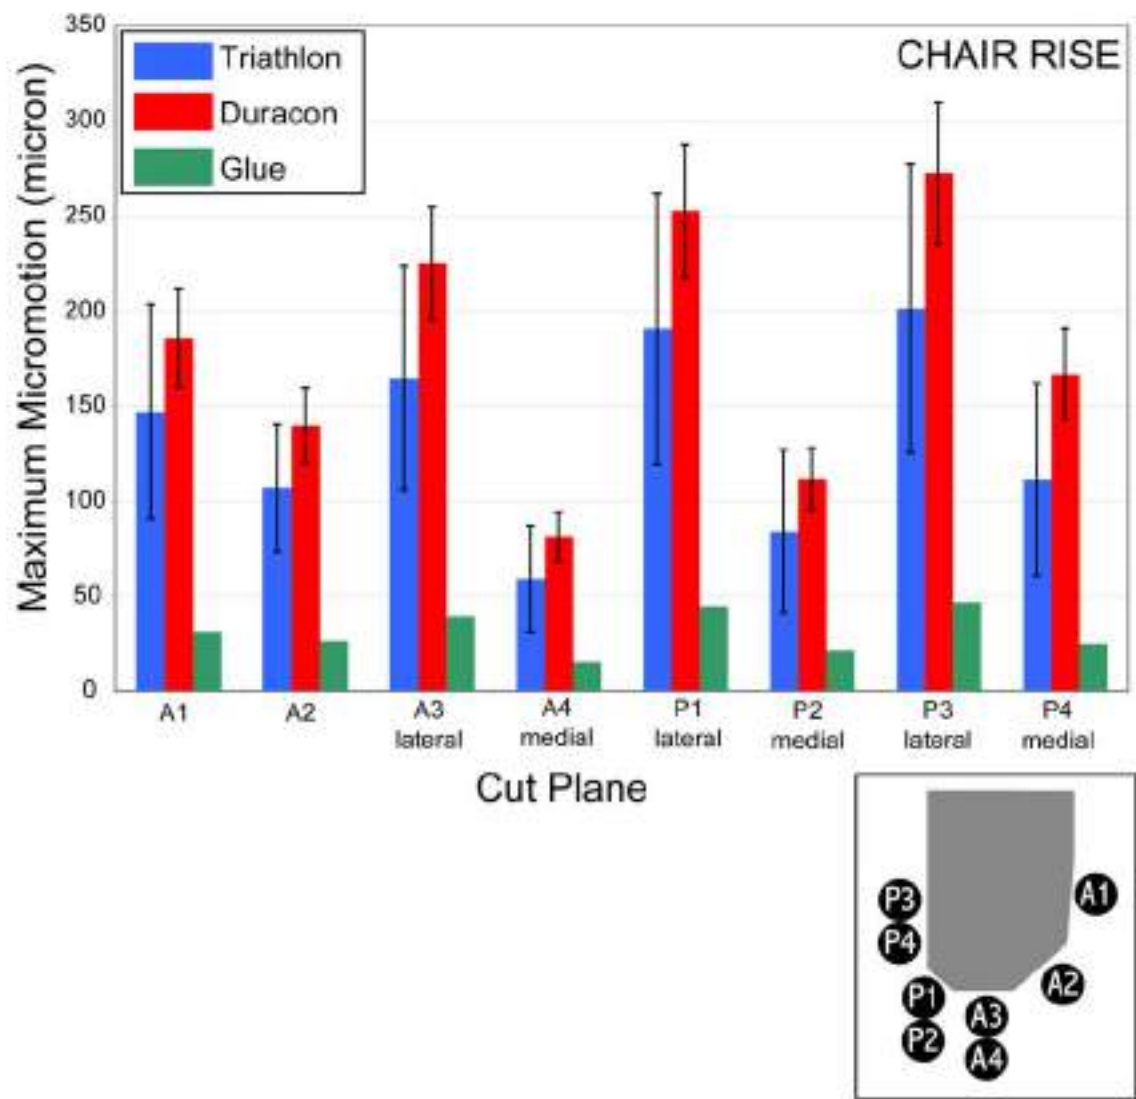 CHAIR RISE
Triathlon
Duracon
Glue
Maximum Micromotion (micron)
350
300
250
200
150
100
50
0
A1 A2 A3 A4 P1 P2 P3 P4
lateral medial lateral medial lateral medial
Cut Plane
P3
P4
P1
P2
A3
A4
A2
A1